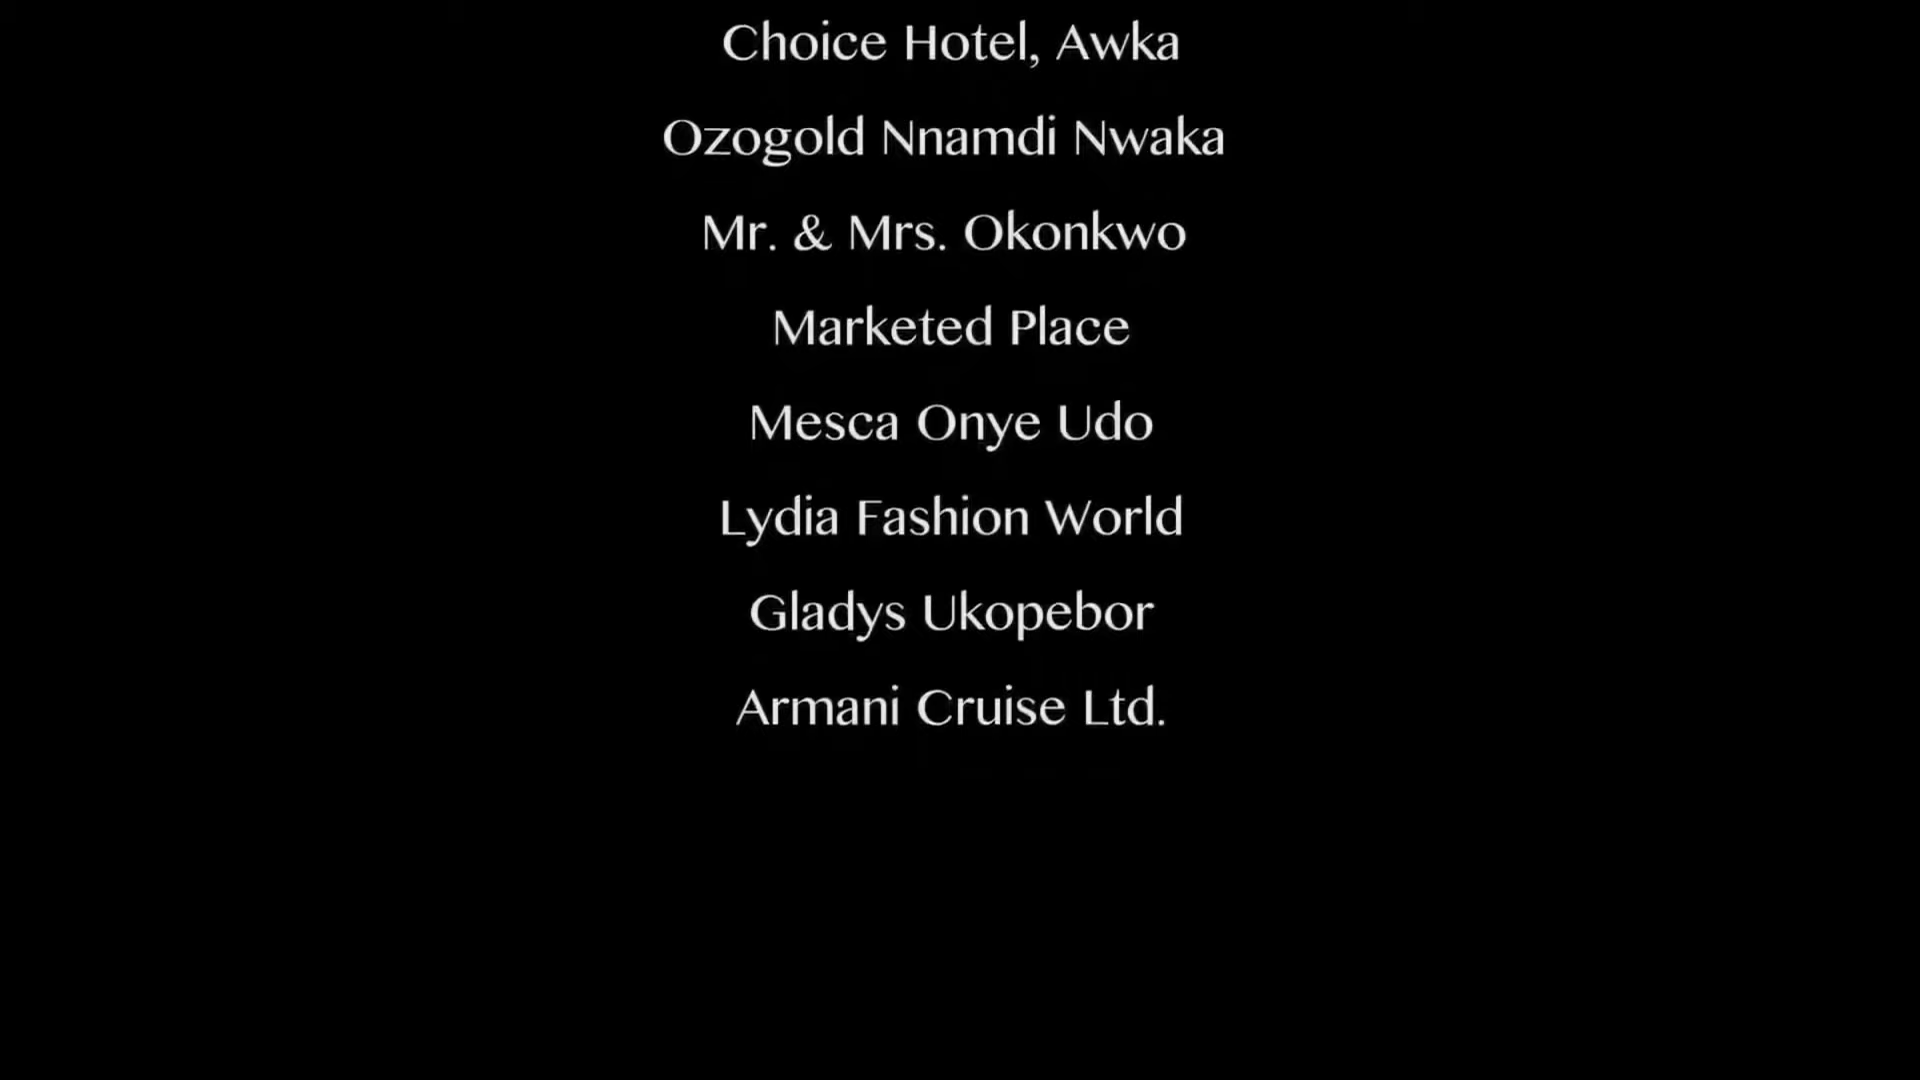 Choice Hotel, Awka
Ozogold Nnamdi Nwaka
Mr. & Mrs. Okonkwo
Marketed Place
Mesca Onye Udo
Lydia Fashion World
Gladys Ukopebor
Armani Cruise Ltd.